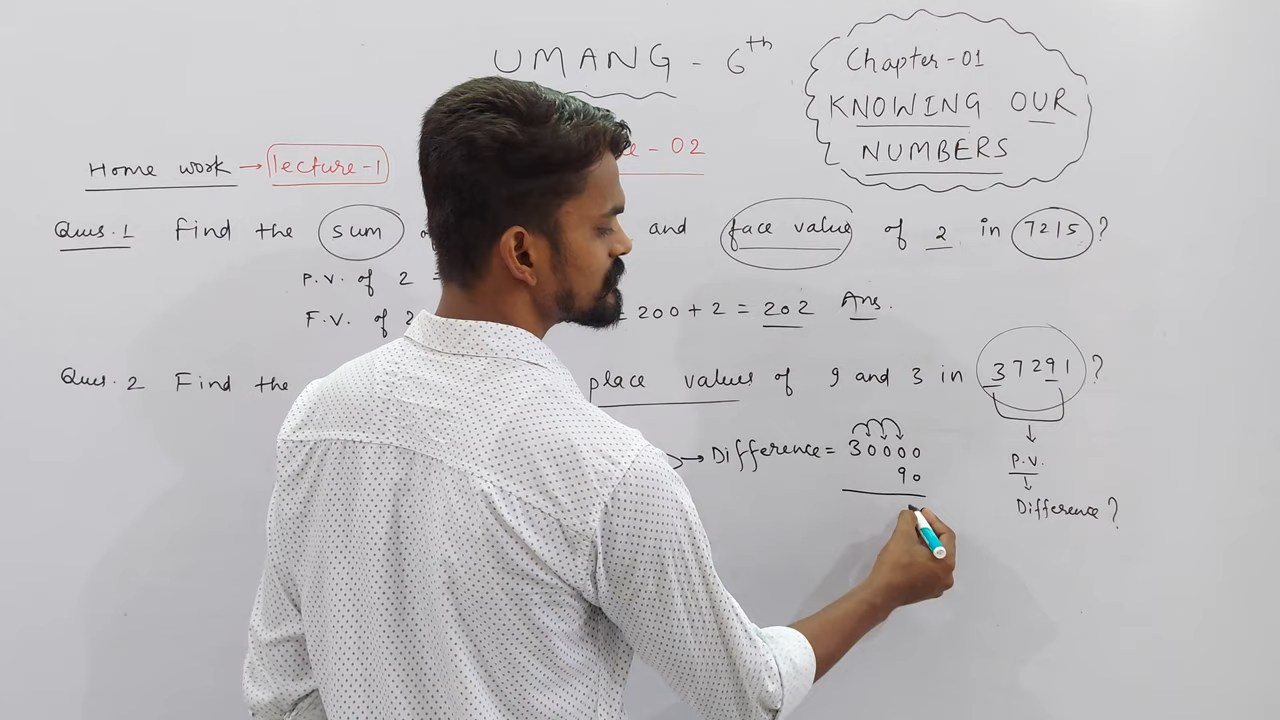 UMANG - 6th
Chapter-01
KNOWING OUR
NUMBERS
Home work → lecture-1
- 02
Ques. 1 Find the sum and face value of 2 in 7215?
P.V. of 2 =
F.V. of 2 = 200 + 2 = 202 Ans.
Ques. 2 Find the place values of 9 and 3 in 37291?
→ Difference = 30000
90
P.V.
Difference?